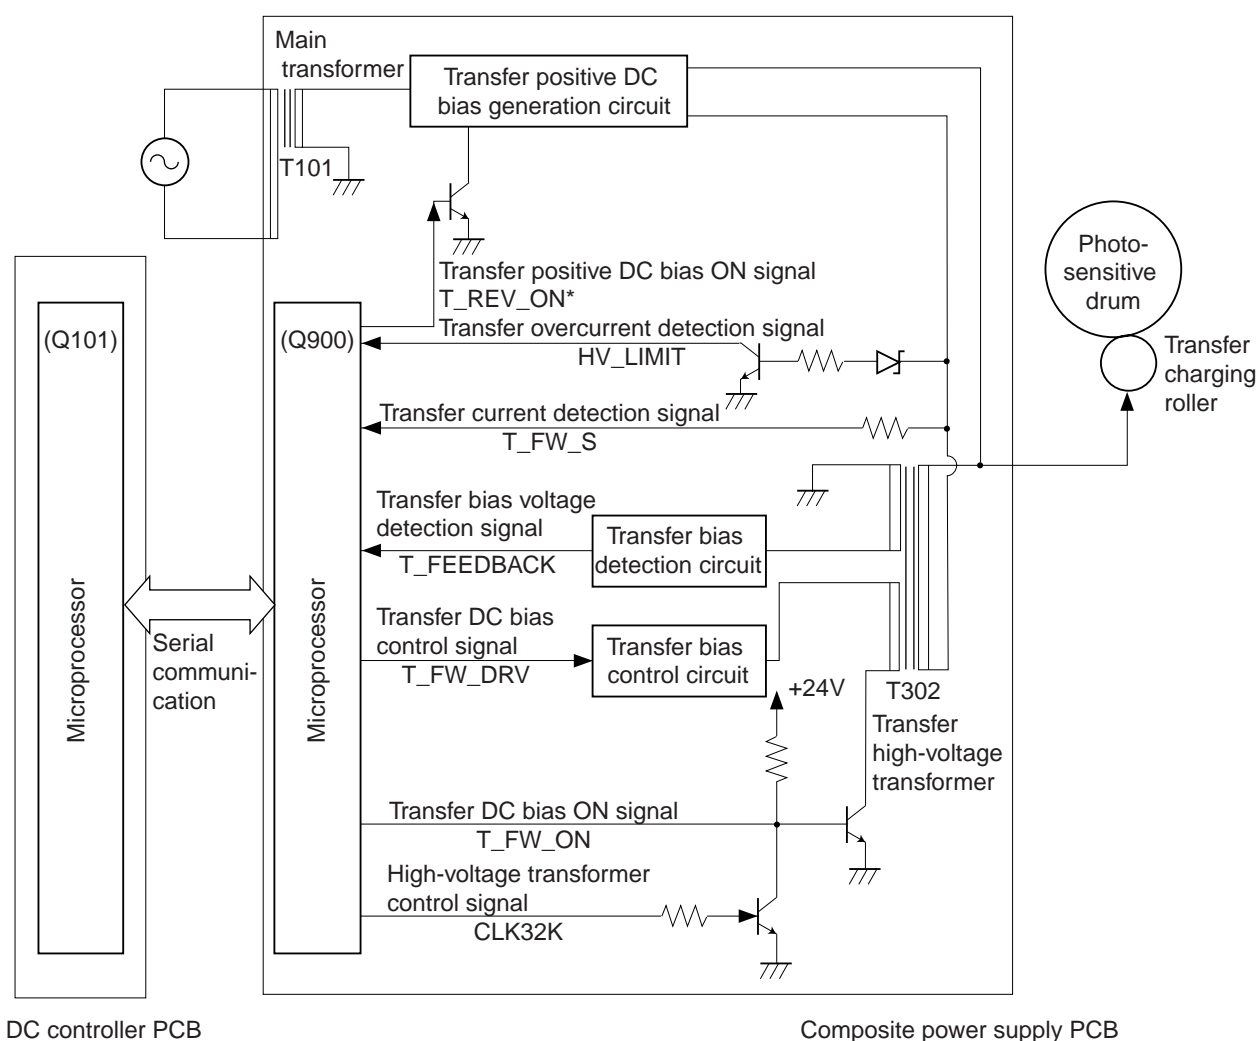 Main
transformer
Transfer positive DC
bias generation circuit
T101
Transfer positive DC bias ON signal
T_REV_ON*
Transfer overcurrent detection signal
HV_LIMIT
Transfer current detection signal
T_FW_S
Transfer bias voltage
detection signal
T_FEEDBACK
Transfer bias
detection circuit
Transfer DC bias
control signal
T_FW_DRV
Transfer bias
control circuit
+24V
T302
Transfer
high-voltage
transformer
Transfer DC bias ON signal
T_FW_ON
High-voltage transformer
control signal
CLK32K
(Q101)
Microprocessor
Serial
communi-
cation
(Q900)
Microprocessor
Photo-
sensitive
drum
Transfer
charging
roller
DC controller PCB
Composite power supply PCB